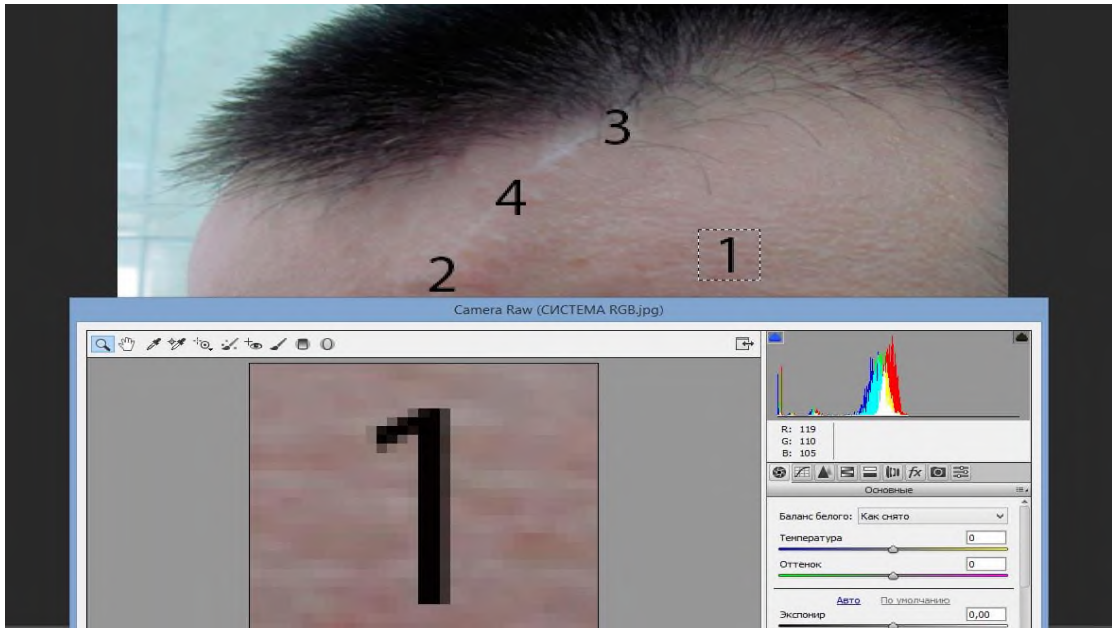 3
4
1
2
Camera Raw (СИСТЕМА RGB.jpg)
1
R: 119
G: 110
B: 105
fx
Основные
Баланс белого: Как снято
Температура 0
Оттенок 0
Авто По умолчанию
Экспонир 0,00